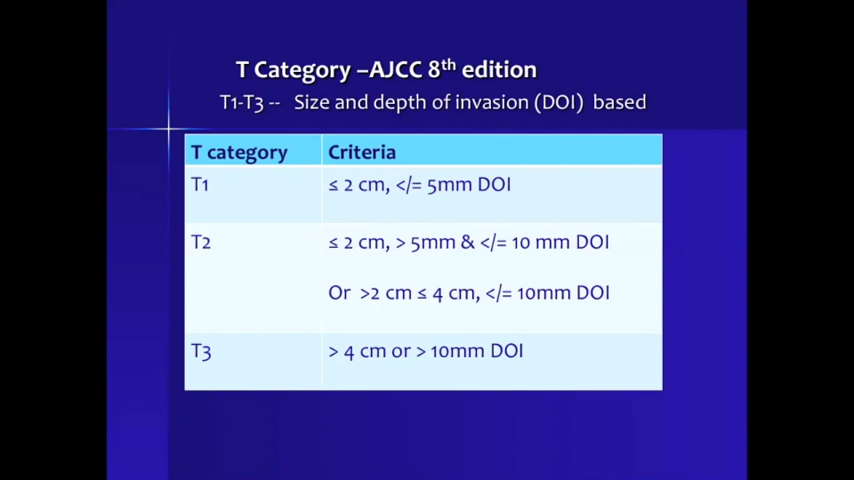 T Category –AJCC 8th edition
T1-T3 -- Size and depth of invasion (DOI) based
T category Criteria
T1 ≤ 2 cm, </= 5mm DOI
T2 ≤ 2 cm, > 5mm & </= 10 mm DOI
Or >2 cm ≤ 4 cm, </= 10mm DOI
T3 > 4 cm or > 10mm DOI